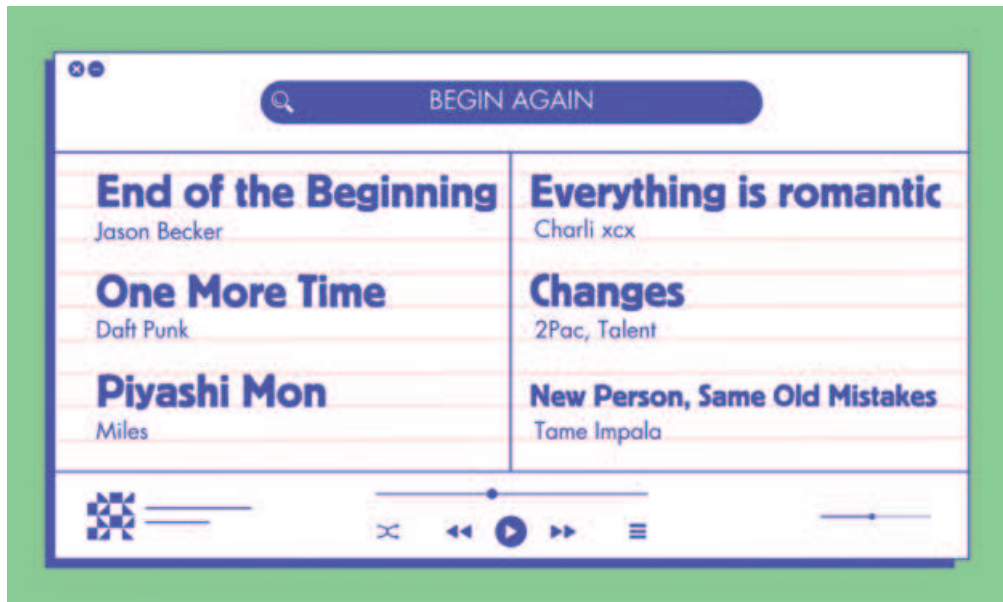 BEGIN AGAIN
End of the Beginning
Jason Becker
One More Time
Daft Punk
Piyashi Mon
Miles
Everything is romantic
Charli xcx
Changes
2Pac, Talent
New Person, Same Old Mistakes
Tame Impala